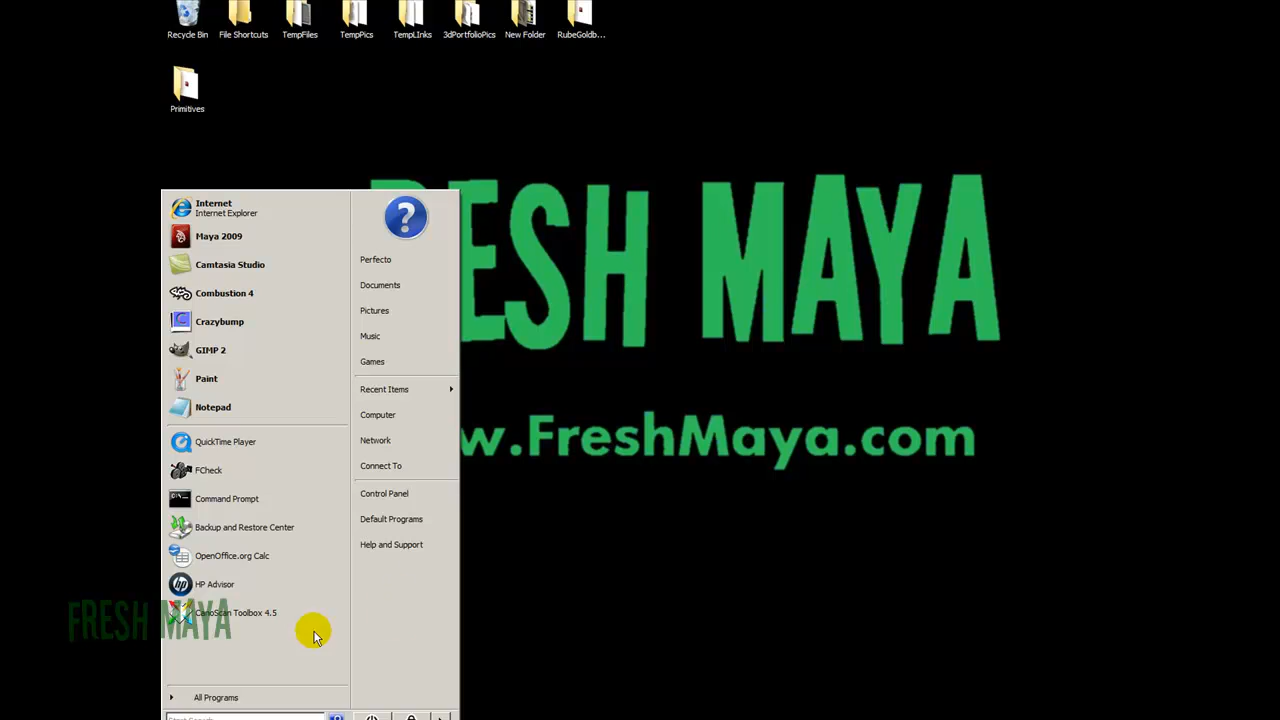 Recycle Bin
File Shortcuts
TempFiles
TempPics
TempLInks
3dPortfolioPics
New Folder
RubeGoldb...
Primitives
ESH MAYA
w.FreshMaya.com
Internet
Internet Explorer
Maya 2009
Camtasia Studio
Combustion 4
Crazybump
GIMP 2
Paint
Notepad
QuickTime Player
FCheck
Command Prompt
Backup and Restore Center
OpenOffice.org Calc
HP Advisor
CanoScan Toolbox 4.5
All Programs
Perfecto
Documents
Pictures
Music
Games
Recent Items
Computer
Network
Connect To
Control Panel
Default Programs
Help and Support
FRESH MAYA